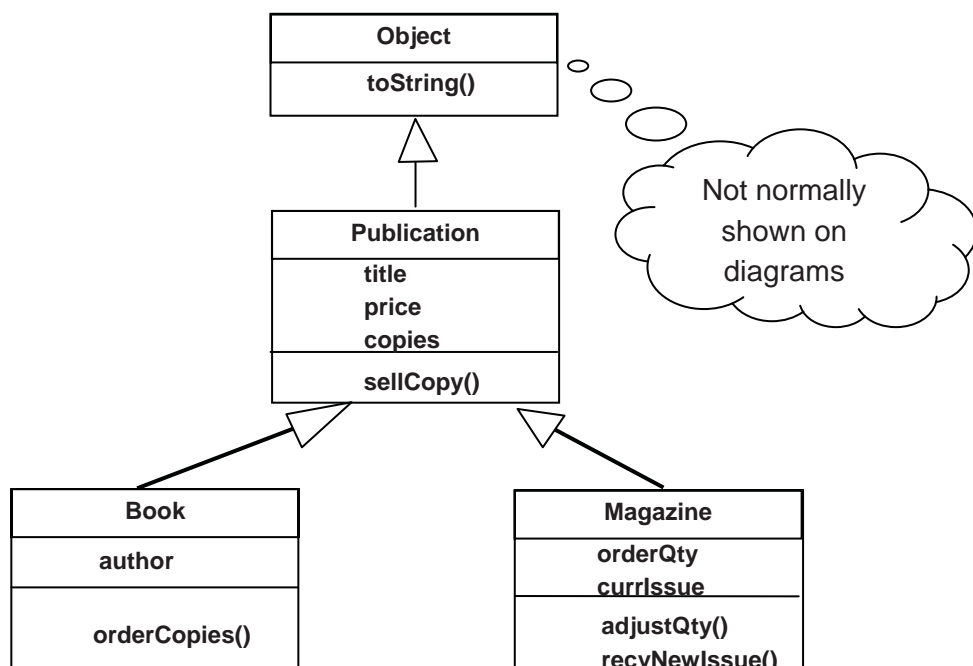 Object
toString()
Not normally
shown on
diagrams
Publication
title
price
copies
sellCopy()
Book
author
orderCopies()
Magazine
orderQty
currIssue
adjustQty()
recvNewIssue()